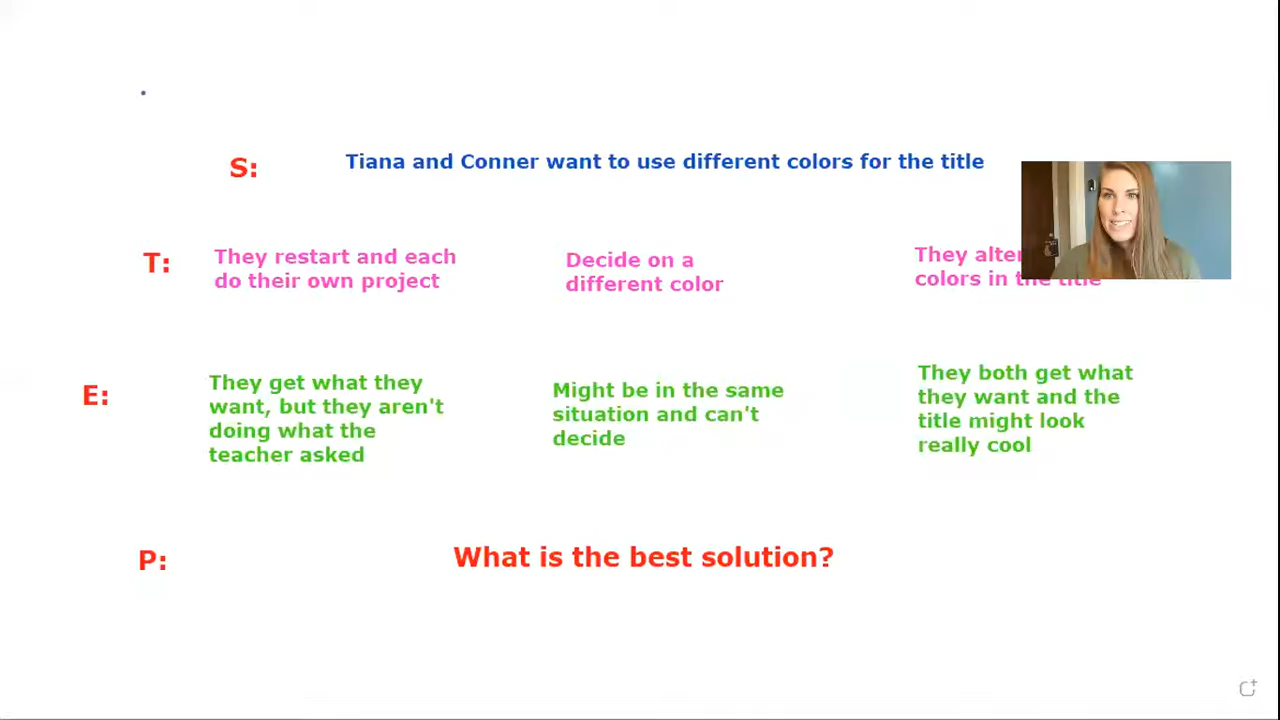 S:
Tiana and Conner want to use different colors for the title
T:
They restart and each
do their own project
Decide on a
different color
They
colors in the title
E:
They get what they
want, but they aren't
doing what the
teacher asked
Might be in the same
situation and can't
decide
They both get what
they want and the
title might look
really cool
P:
What is the best solution?